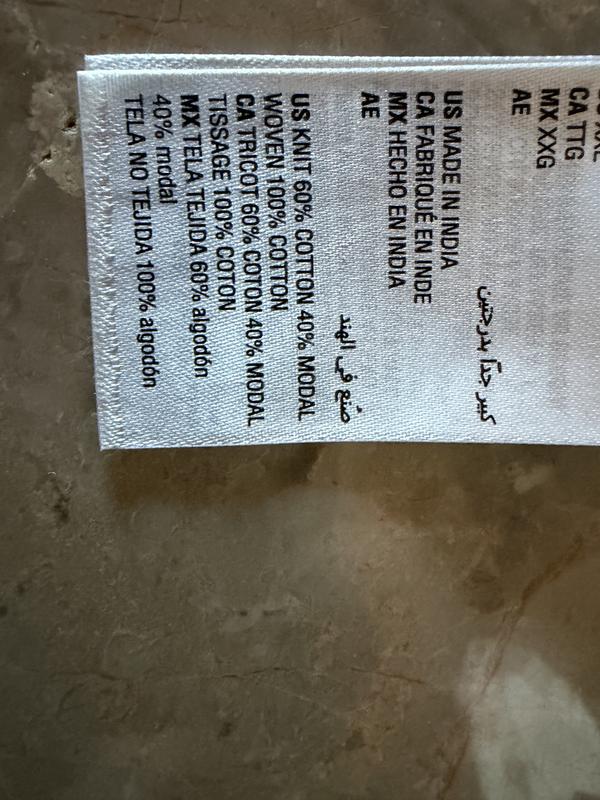 CA TTG
MX XXG
AE
كبير جدًا بدرجتين
US MADE IN INDIA
CA FABRIQUÉ EN INDE
MX HECHO EN INDIA
AE
صُنع في الهند
US KNIT 60% COTTON 40% MODAL
WOVEN 100% COTTON
CA TRICOT 60% COTON 40% MODAL
TISSAGE 100% COTON
MX TELA TEJIDA 60% algodón
40% modal
TELA NO TEJIDA 100% algodón